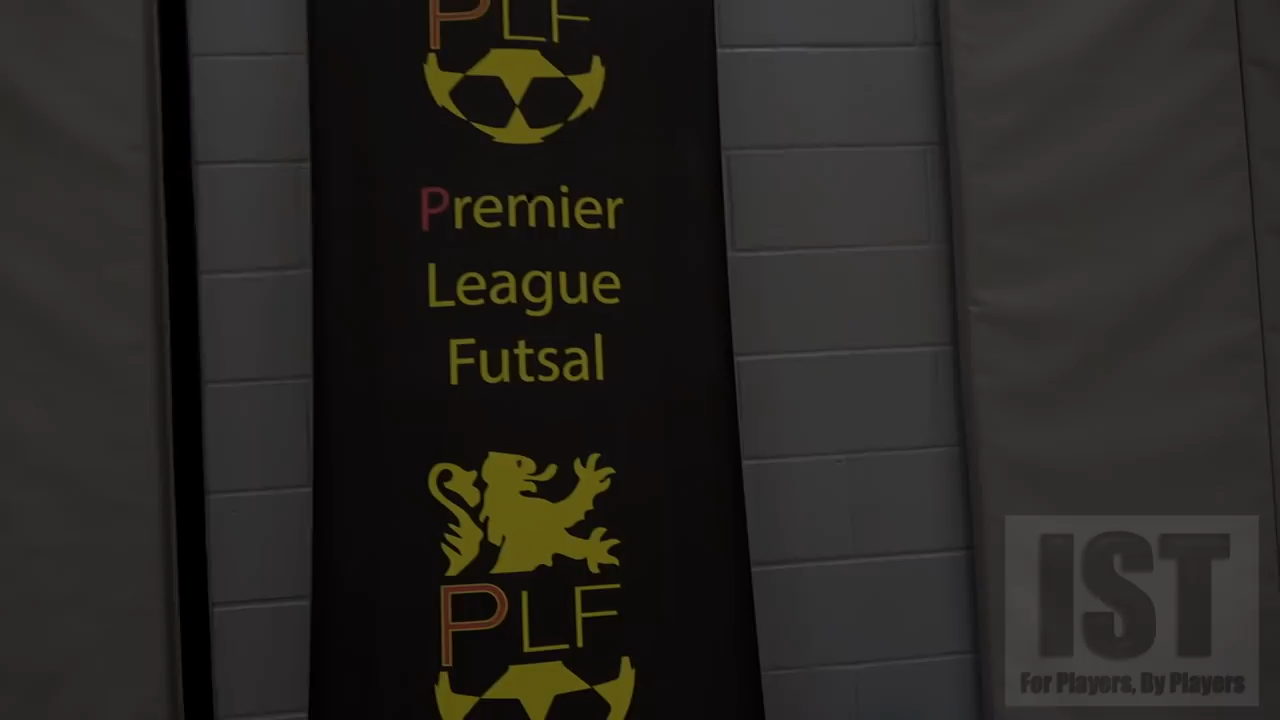 PLF
Premier
League
Futsal
PLF
IST
For Players, By Players